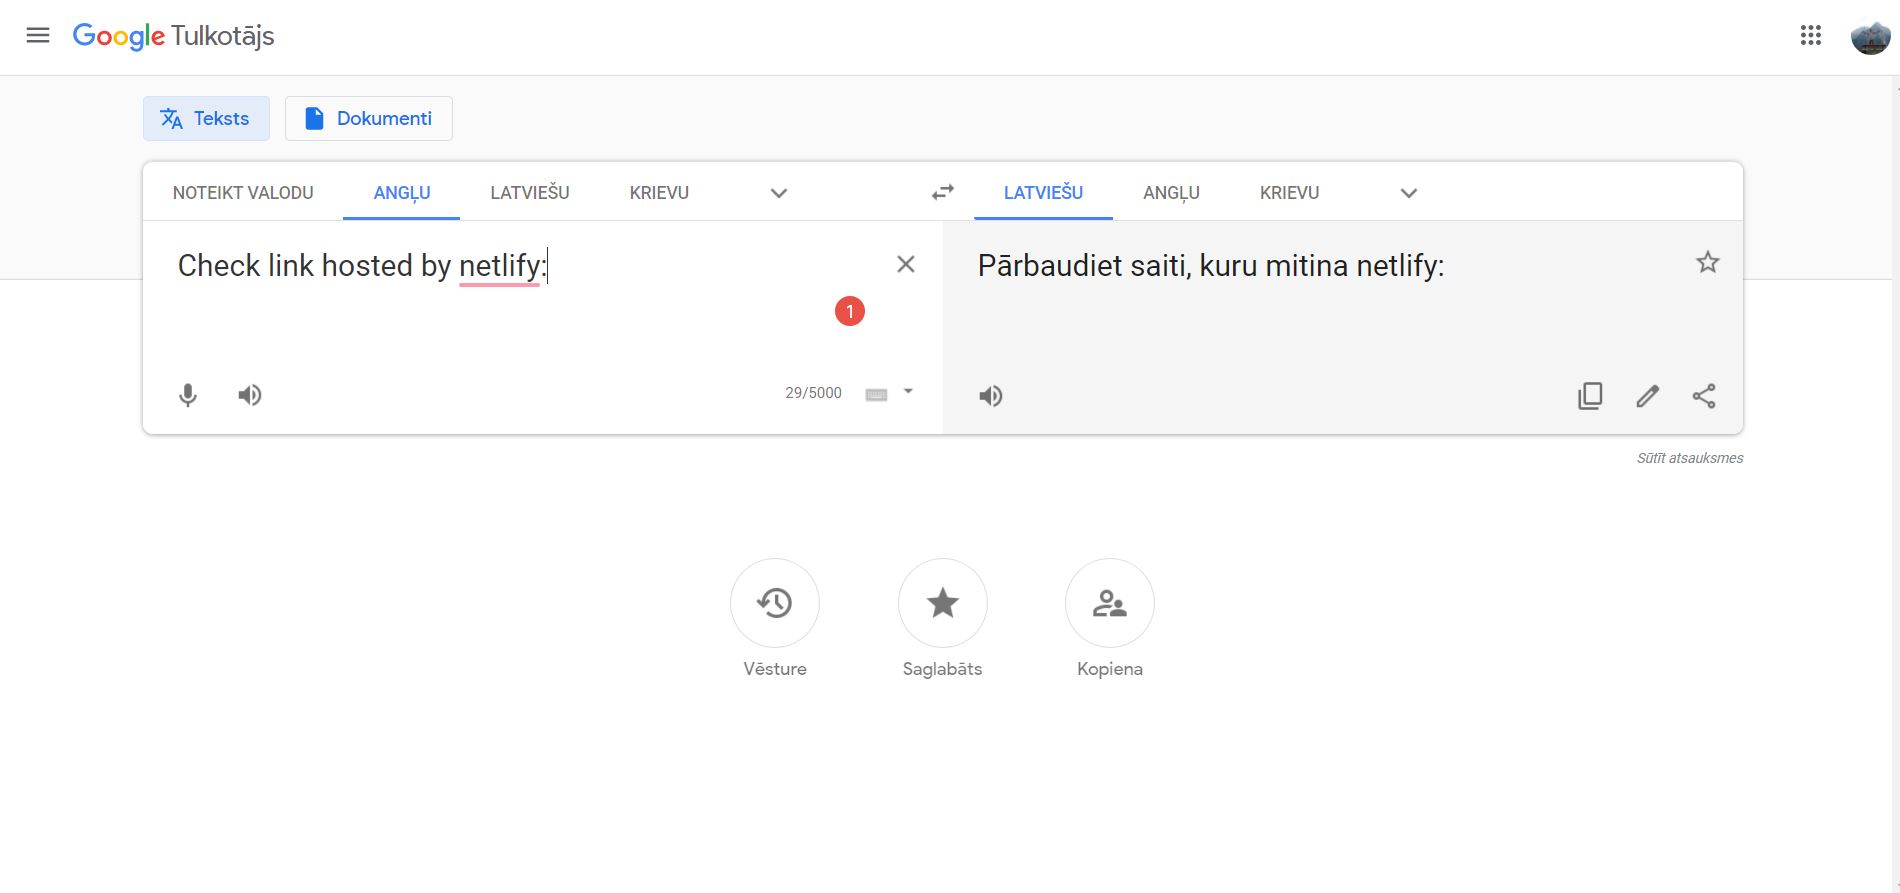 Google Tulkotājs
Teksts
Dokumenti
NOTEIKT VALODU
ANGĻU
LATVIEŠU
KRIEVU
LATVIEŠU
ANGĻU
KRIEVU
Check link hosted by netlify:
Pārbaudiet saiti, kuru mitina netlify:
1
29/5000
Sūtīt atsauksmes
Vēsture
Saglabāts
Kopiena